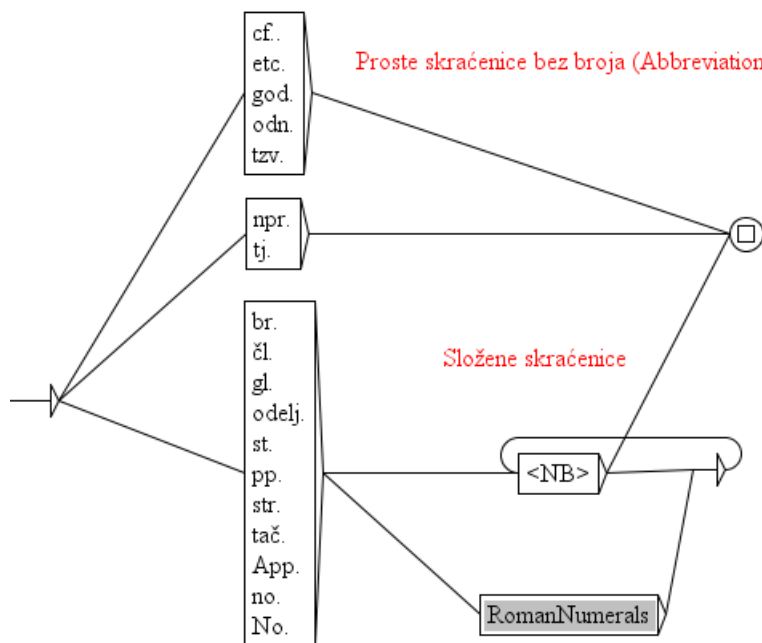 cf..
etc.
god.
odn.
tzv.
Proste skraćenice bez broja (Abbreviation
npr.
tj.
br.
čl.
gl.
odelj.
st.
pp.
str.
tač.
App.
no.
No.
Složene skraćenice
<NB>
RomanNumerals